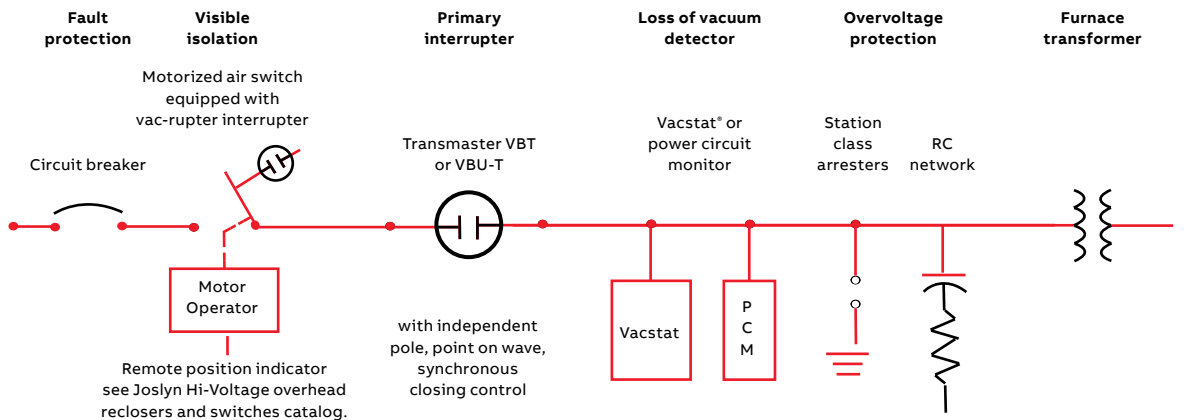 Fault
protection
Visible
isolation
Primary
interrupter
Loss of vacuum
detector
Overvoltage
protection
Furnace
transformer
Motorized air switch
equipped with
vac-rupter interrupter
Circuit breaker
Transmaster VBT
or VBU-T
Vacstat® or
power circuit
monitor
Station
class
arresters
RC
network
Motor
Operator
Vacstat
P
C
M
Remote position indicator
see Joslyn Hi-Voltage overhead
reclosers and switches catalog.
with independent
pole, point on wave,
synchronous
closing control